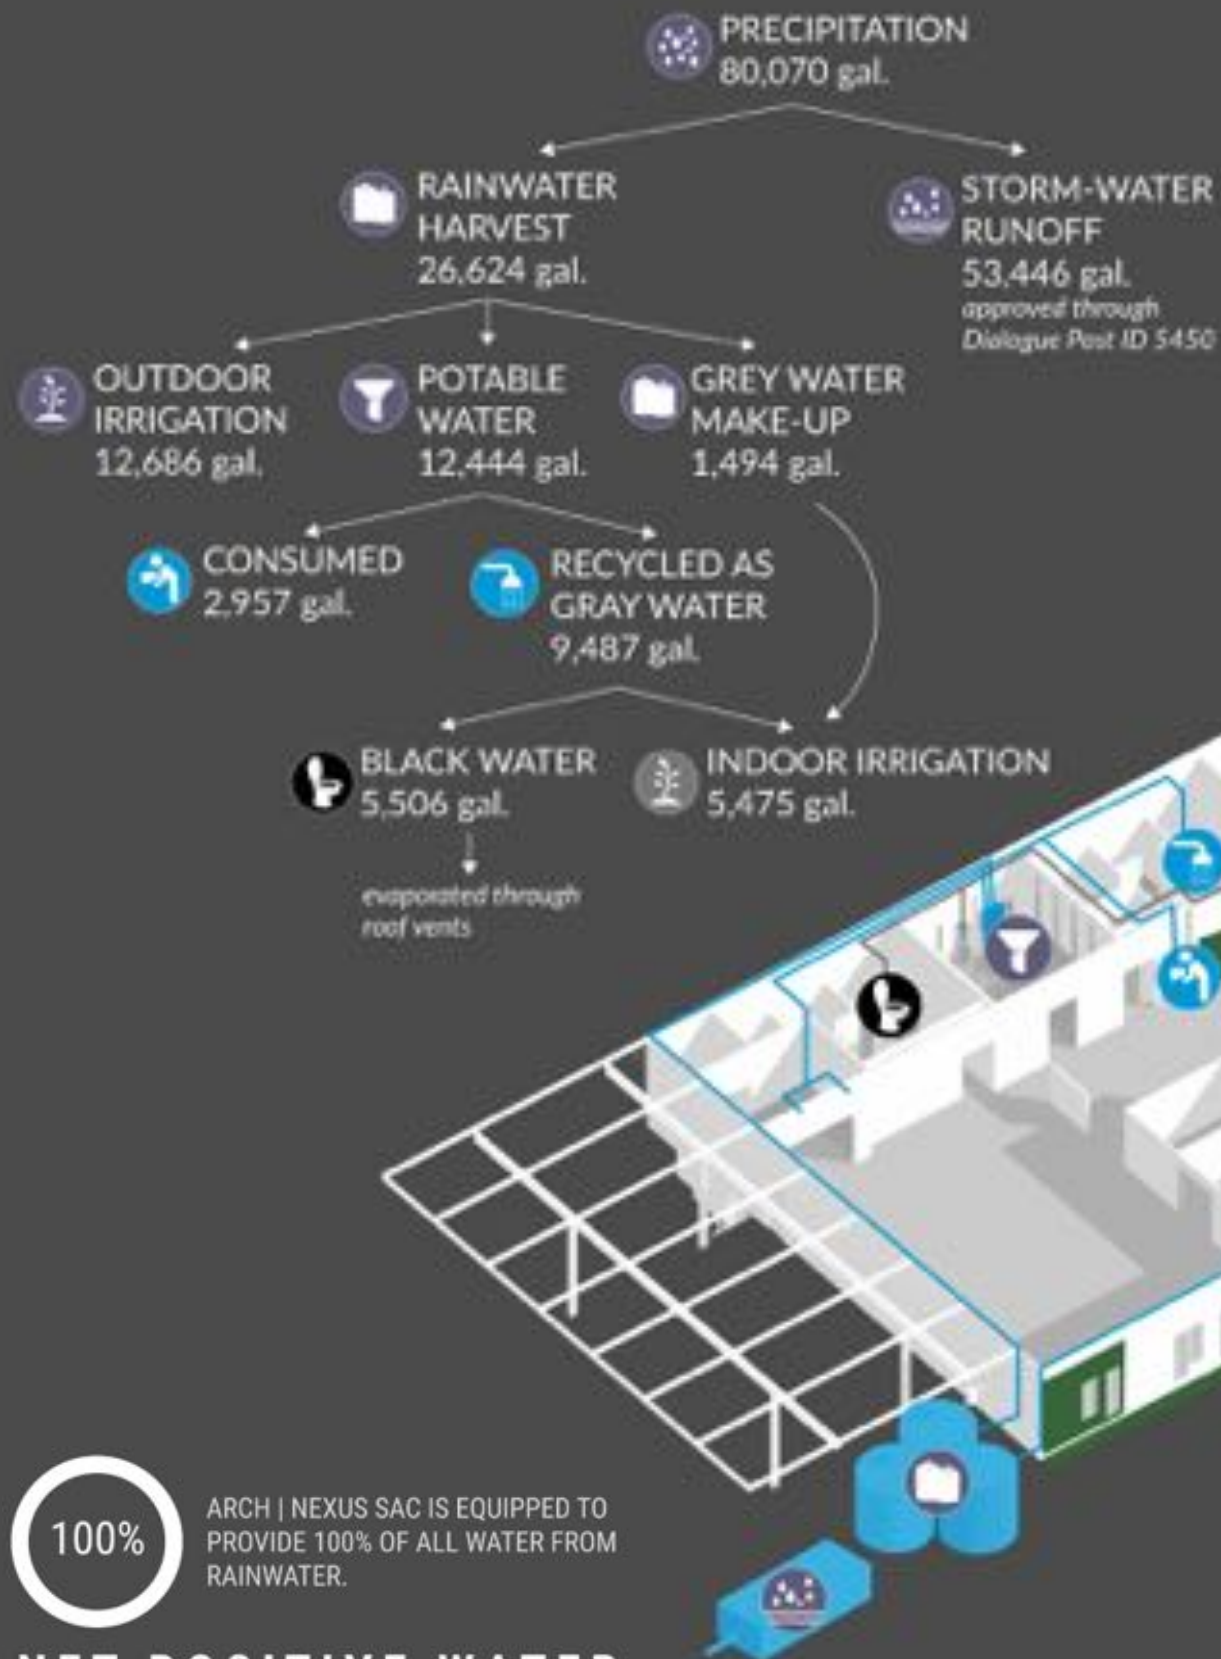 PRECIPITATION
80,070 gal.
RAINWATER
HARVEST
26,624 gal.
STORM-WATER
RUNOFF
53,446 gal.
approved through
Dialogue Post ID 5450
OUTDOOR
IRRIGATION
12,686 gal.
POTABLE
WATER
12,444 gal.
GREY WATER
MAKE-UP
1,494 gal.
CONSUMED
2,957 gal.
RECYCLED AS
GRAY WATER
9,487 gal.
BLACK WATER
5,506 gal.
evaporated through
roof vents
INDOOR IRRIGATION
5,475 gal.
100%
ARCH | NEXUS SAC IS EQUIPPED TO
PROVIDE 100% OF ALL WATER FROM
RAINWATER.
NET POSITIVE WATER